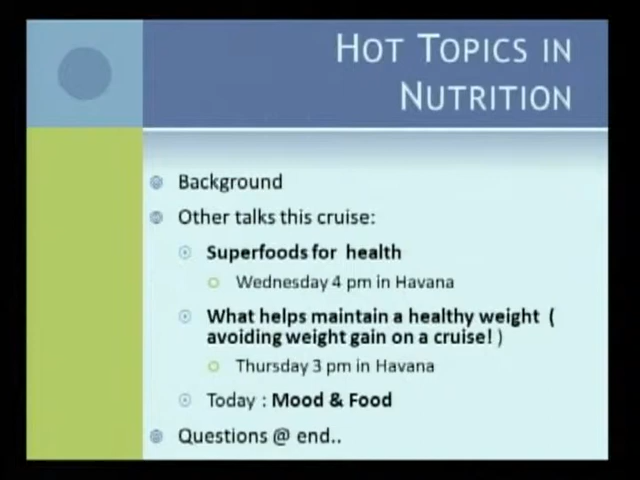 HOT TOPICS IN
NUTRITION
Background
Other talks this cruise:
Superfoods for health
Wednesday 4 pm in Havana
What helps maintain a healthy weight (
avoiding weight gain on a cruise! )
Thursday 3 pm in Havana
Today : Mood & Food
Questions @ end..